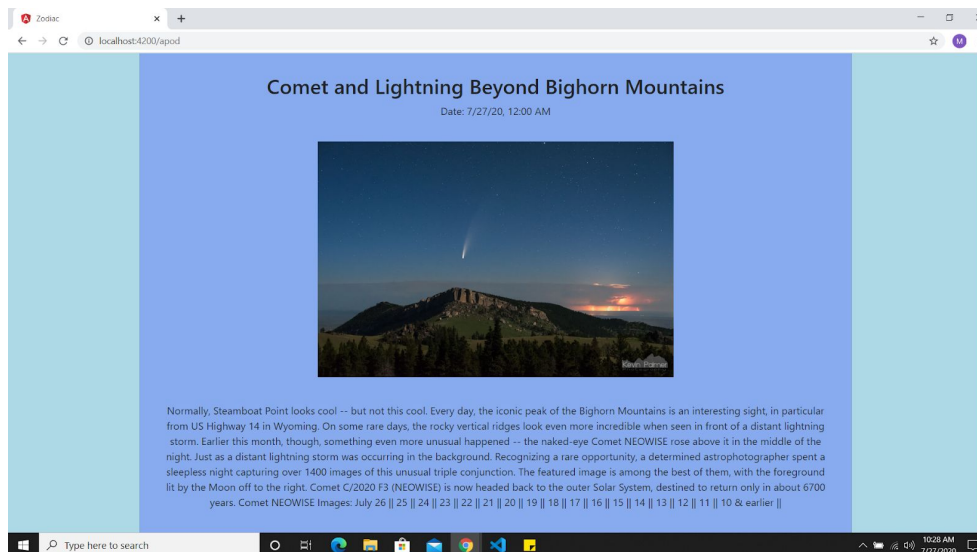 Zodiac
localhost:4200/apod
M
Comet and Lightning Beyond Bighorn Mountains
Date: 7/27/20, 12:00 AM
Kevin Palmer
Normally, Steamboat Point looks cool -- but not this cool. Every day, the iconic peak of the Bighorn Mountains is an interesting sight, in particular
from US Highway 14 in Wyoming. On some rare days, the rocky vertical ridges look even more incredible when seen in front of a distant lightning
storm. Earlier this month, though, something even more unusual happened -- the naked-eye Comet NEOWISE rose above it in the middle of the
night. Just as a distant lightning storm was occurring in the background. Recognizing a rare opportunity, a determined astrophotographer spent a
sleepless night capturing over 1400 images of this unusual triple conjunction. The featured image is among the best of them, with the foreground
lit by the Moon off to the right. Comet C/2020 F3 (NEOWISE) is now headed back to the outer Solar System, destined to return only in about 6700
years. Comet NEOWISE Images: July 26 || 25 || 24 || 23 || 22 || 21 || 20 || 19 || 18 || 17 || 16 || 15 || 14 || 13 || 12 || 11 || 10 & earlier ||
Type here to search
10:28 AM
7/27/2020